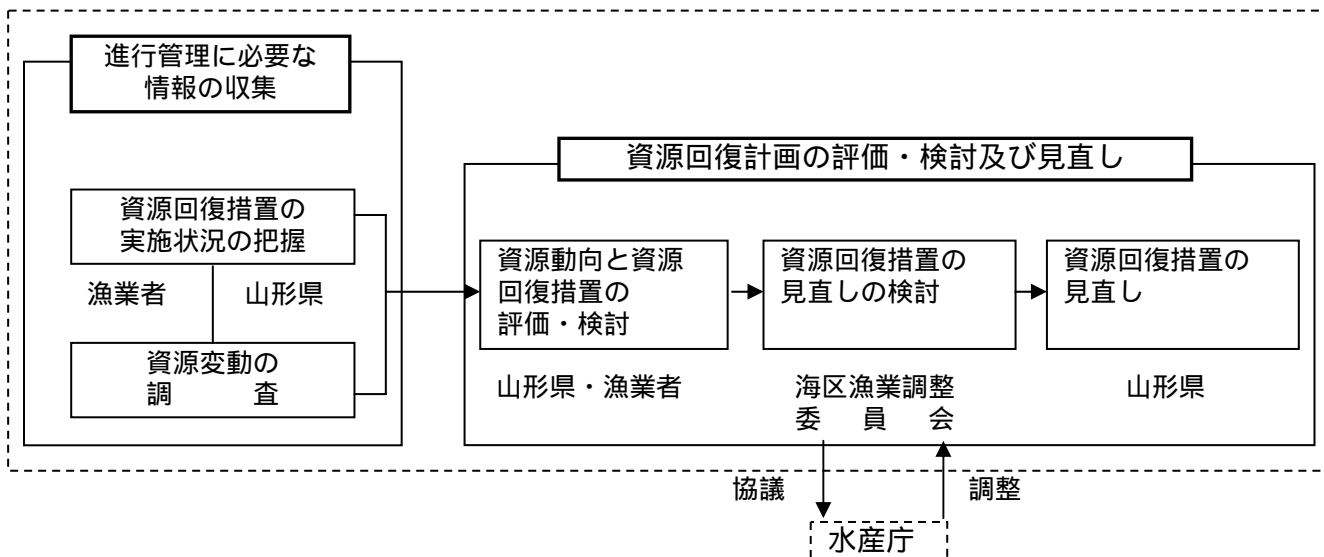 進行管理に必要な
情報の収集
資源回復措置の
実施状況の把握
漁業者
山形県
資源変動の
調　　　査
資源回復計画の評価・検討及び見直し
資源動向と資源
回復措置の
評価・検討
山形県・漁業者
資源回復措置の
見直しの検討
海区漁業調整
委　員　会
資源回復措置の
見直し
山形県
協議
調整
水産庁